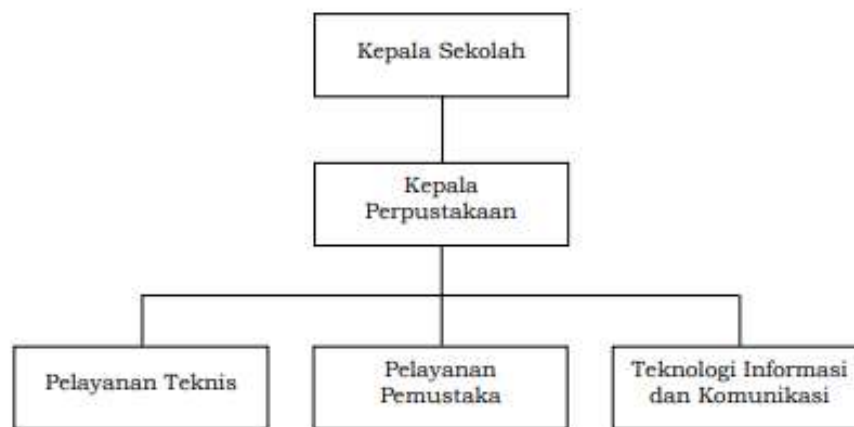 Kepala Sekolah
Kepala
Perpustakaan
Pelayanan Teknis
Pelayanan
Pemustaka
Teknologi Informasi
dan Komunikasi